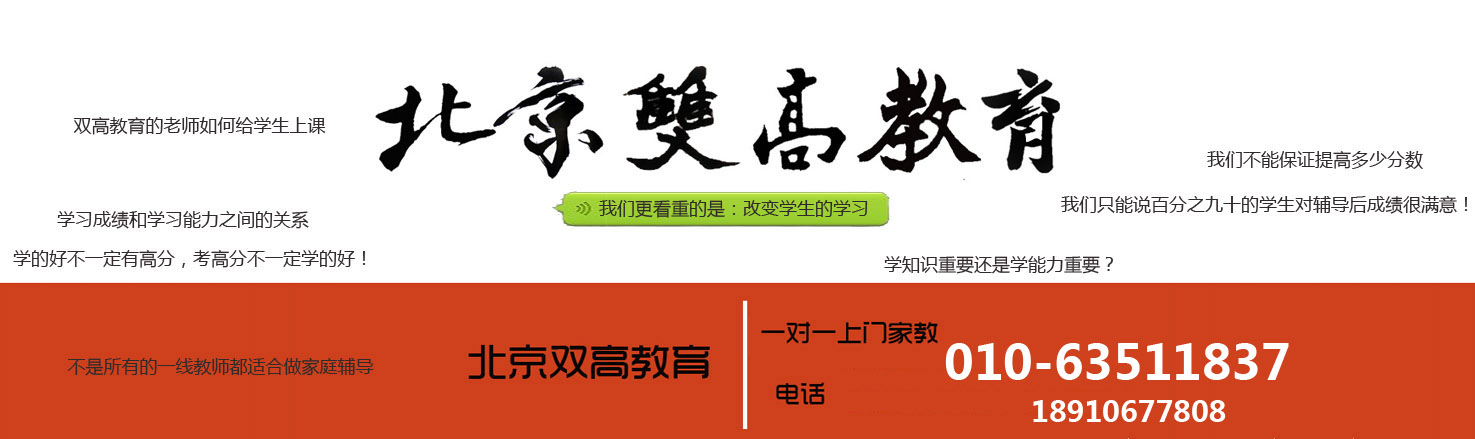 北京雙高教育
双高教育的老师如何给学生上课
我们不能保证提高多少分数
我们更看重的是：改变学生的学习
我们只能说百分之九十的学生对辅导后成绩很满意！
学习成绩和学习能力之间的关系
学的好不一定有高分，考高分不一定学的好！
学知识重要还是学能力重要？
不是所有的一线教师都适合做家庭辅导
北京双高教育
一对一上门家教
电话
010-63511837
18910677808